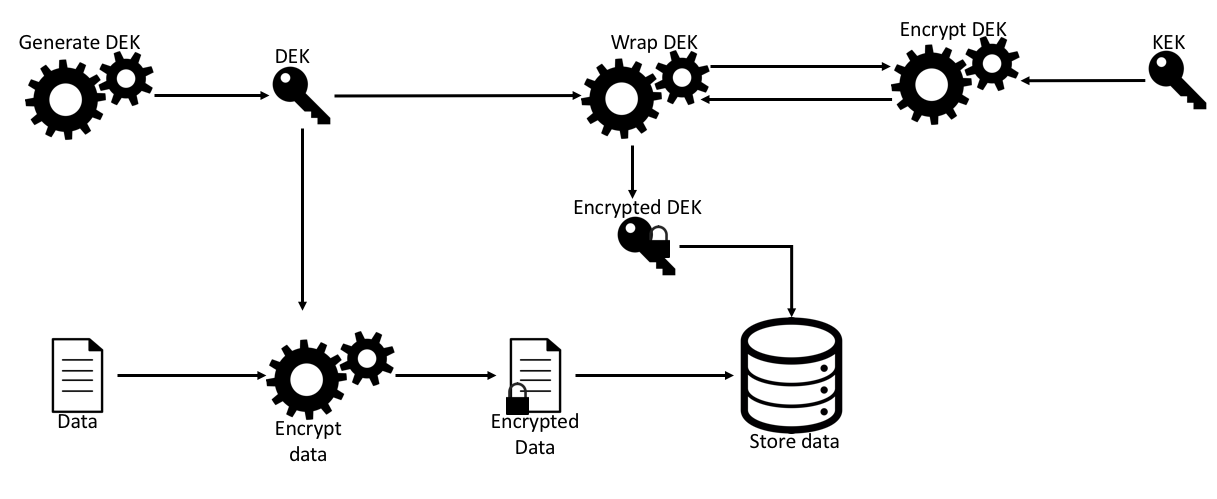 Generate DEK
DEK
Wrap DEK
Encrypt DEK
KEK
Encrypted DEK
Data
Encrypt
data
Encrypted
Data
Store data